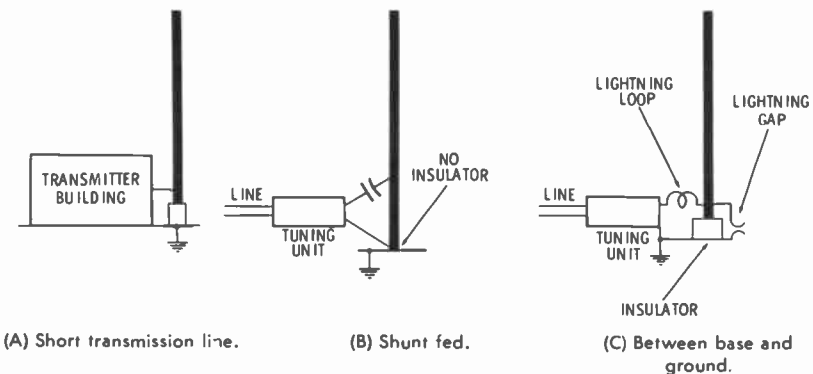 TRANSMITTER
BUILDING
LINE
TUNING
UNIT
NO
INSULATOR
LIGHTNING
LOOP
LIGHTNING
GAP
LINE
TUNING
UNIT
INSULATOR
(A) Short transmission line.
(B) Shunt fed.
(C) Between base and
ground.